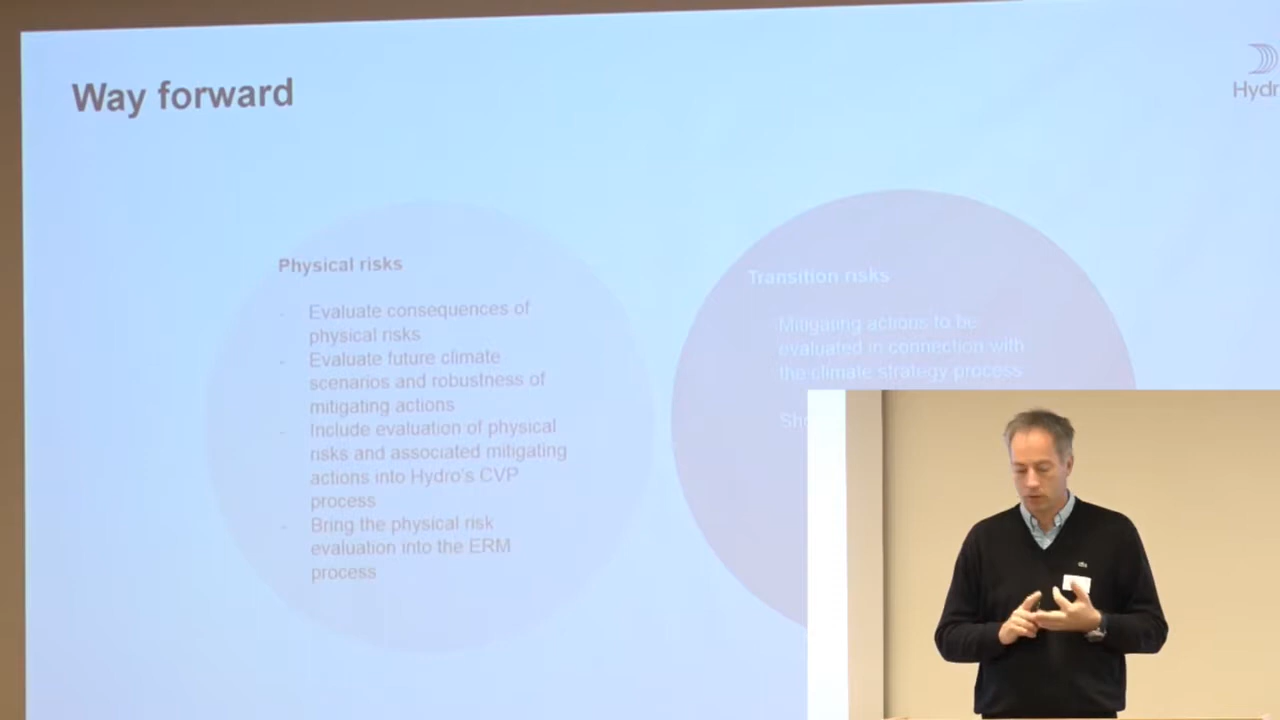 Way forward
Hydr
Physical risks
- Evaluate consequences of
physical risks
- Evaluate future climate
scenarios and robustness of
mitigating actions
- Include evaluation of physical
risks and associated mitigating
actions into Hydro's CVP
process
- Bring the physical risk
evaluation into the ERM
process
Transition risks
Mitigating actions to be
evaluated in connection with
the climate strategy process
Sho